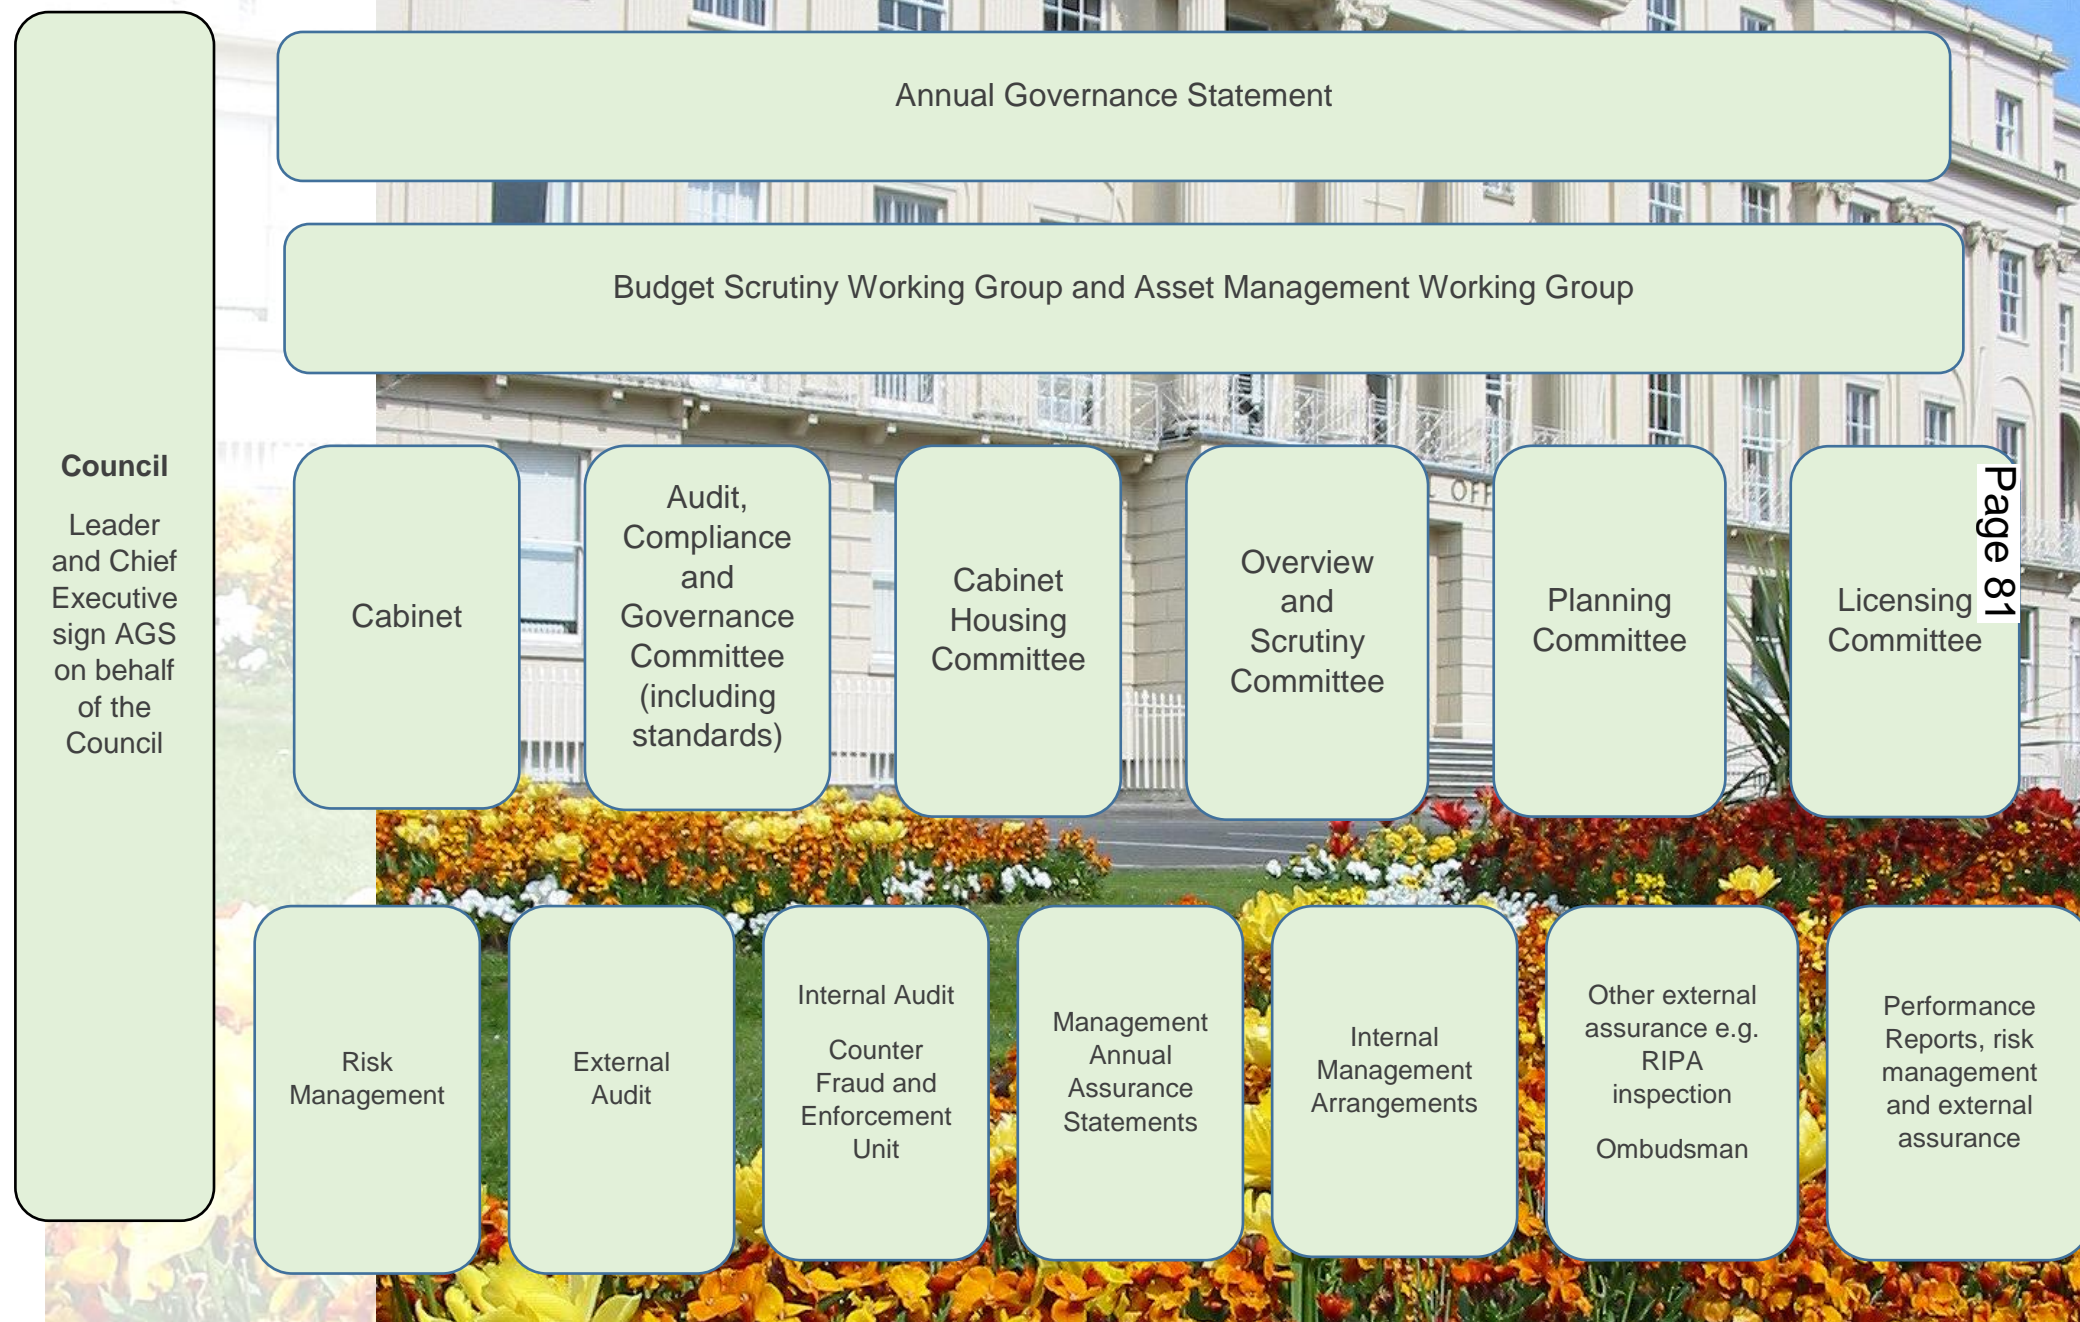 Annual Governance Statement
Budget Scrutiny Working Group and Asset Management Working Group
Council
Leader
and Chief
Executive
sign AGS
on behalf
of the
Council
Cabinet
Audit,
Compliance
and
Governance
Committee
(including
standards)
Cabinet
Housing
Committee
Overview
and
Scrutiny
Committee
Planning
Committee
Licensing
Committee
Page 81
OFF
Risk
Management
External
Audit
Internal Audit
Counter
Fraud and
Enforcement
Unit
Management
Annual
Assurance
Statements
Internal
Management
Arrangements
Other external
assurance e.g.
RIPA
inspection
Ombudsman
Performance
Reports, risk
management
and external
assurance